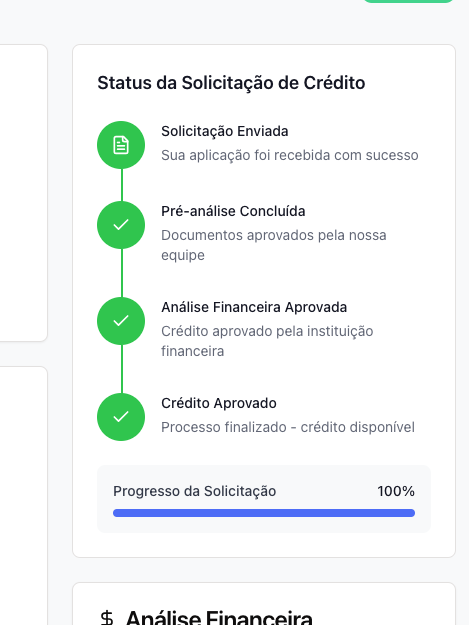 Status da Solicitação de Crédito
Solicitação Enviada
Sua aplicação foi recebida com sucesso
Pré-análise Concluída
Documentos aprovados pela nossa
equipe
Análise Financeira Aprovada
Crédito aprovado pela instituição
financeira
Crédito Aprovado
Processo finalizado - crédito disponível
Progresso da Solicitação 100%
$ Análise Financeira